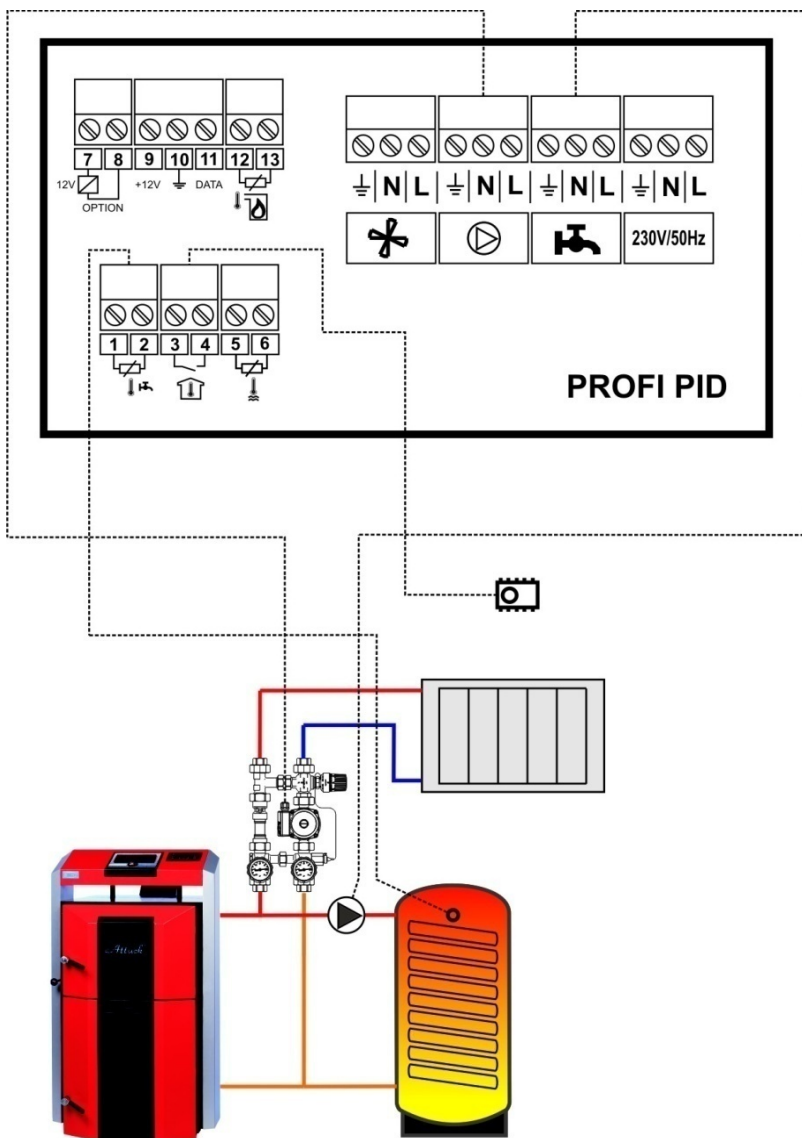 7 8 9 10 11 12 13
12V +12V DATA
OPTION
N L N L N L N L
230V/50Hz
1 2 3 4 5 6
PROFI PID
Attack